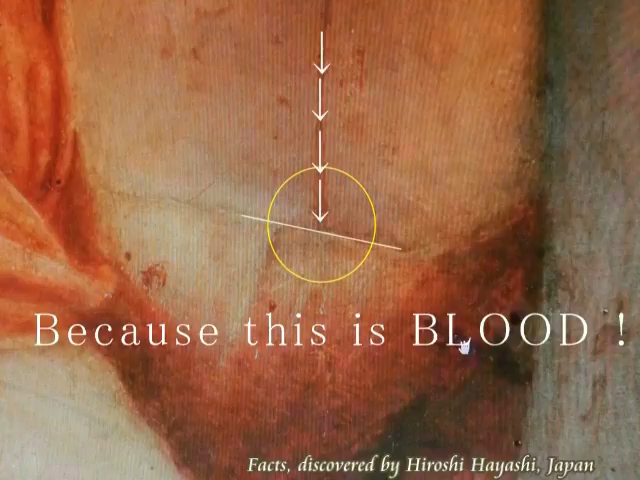 Because this is BLOOD !
Facts, discovered by Hiroshi Hayashi, Japan